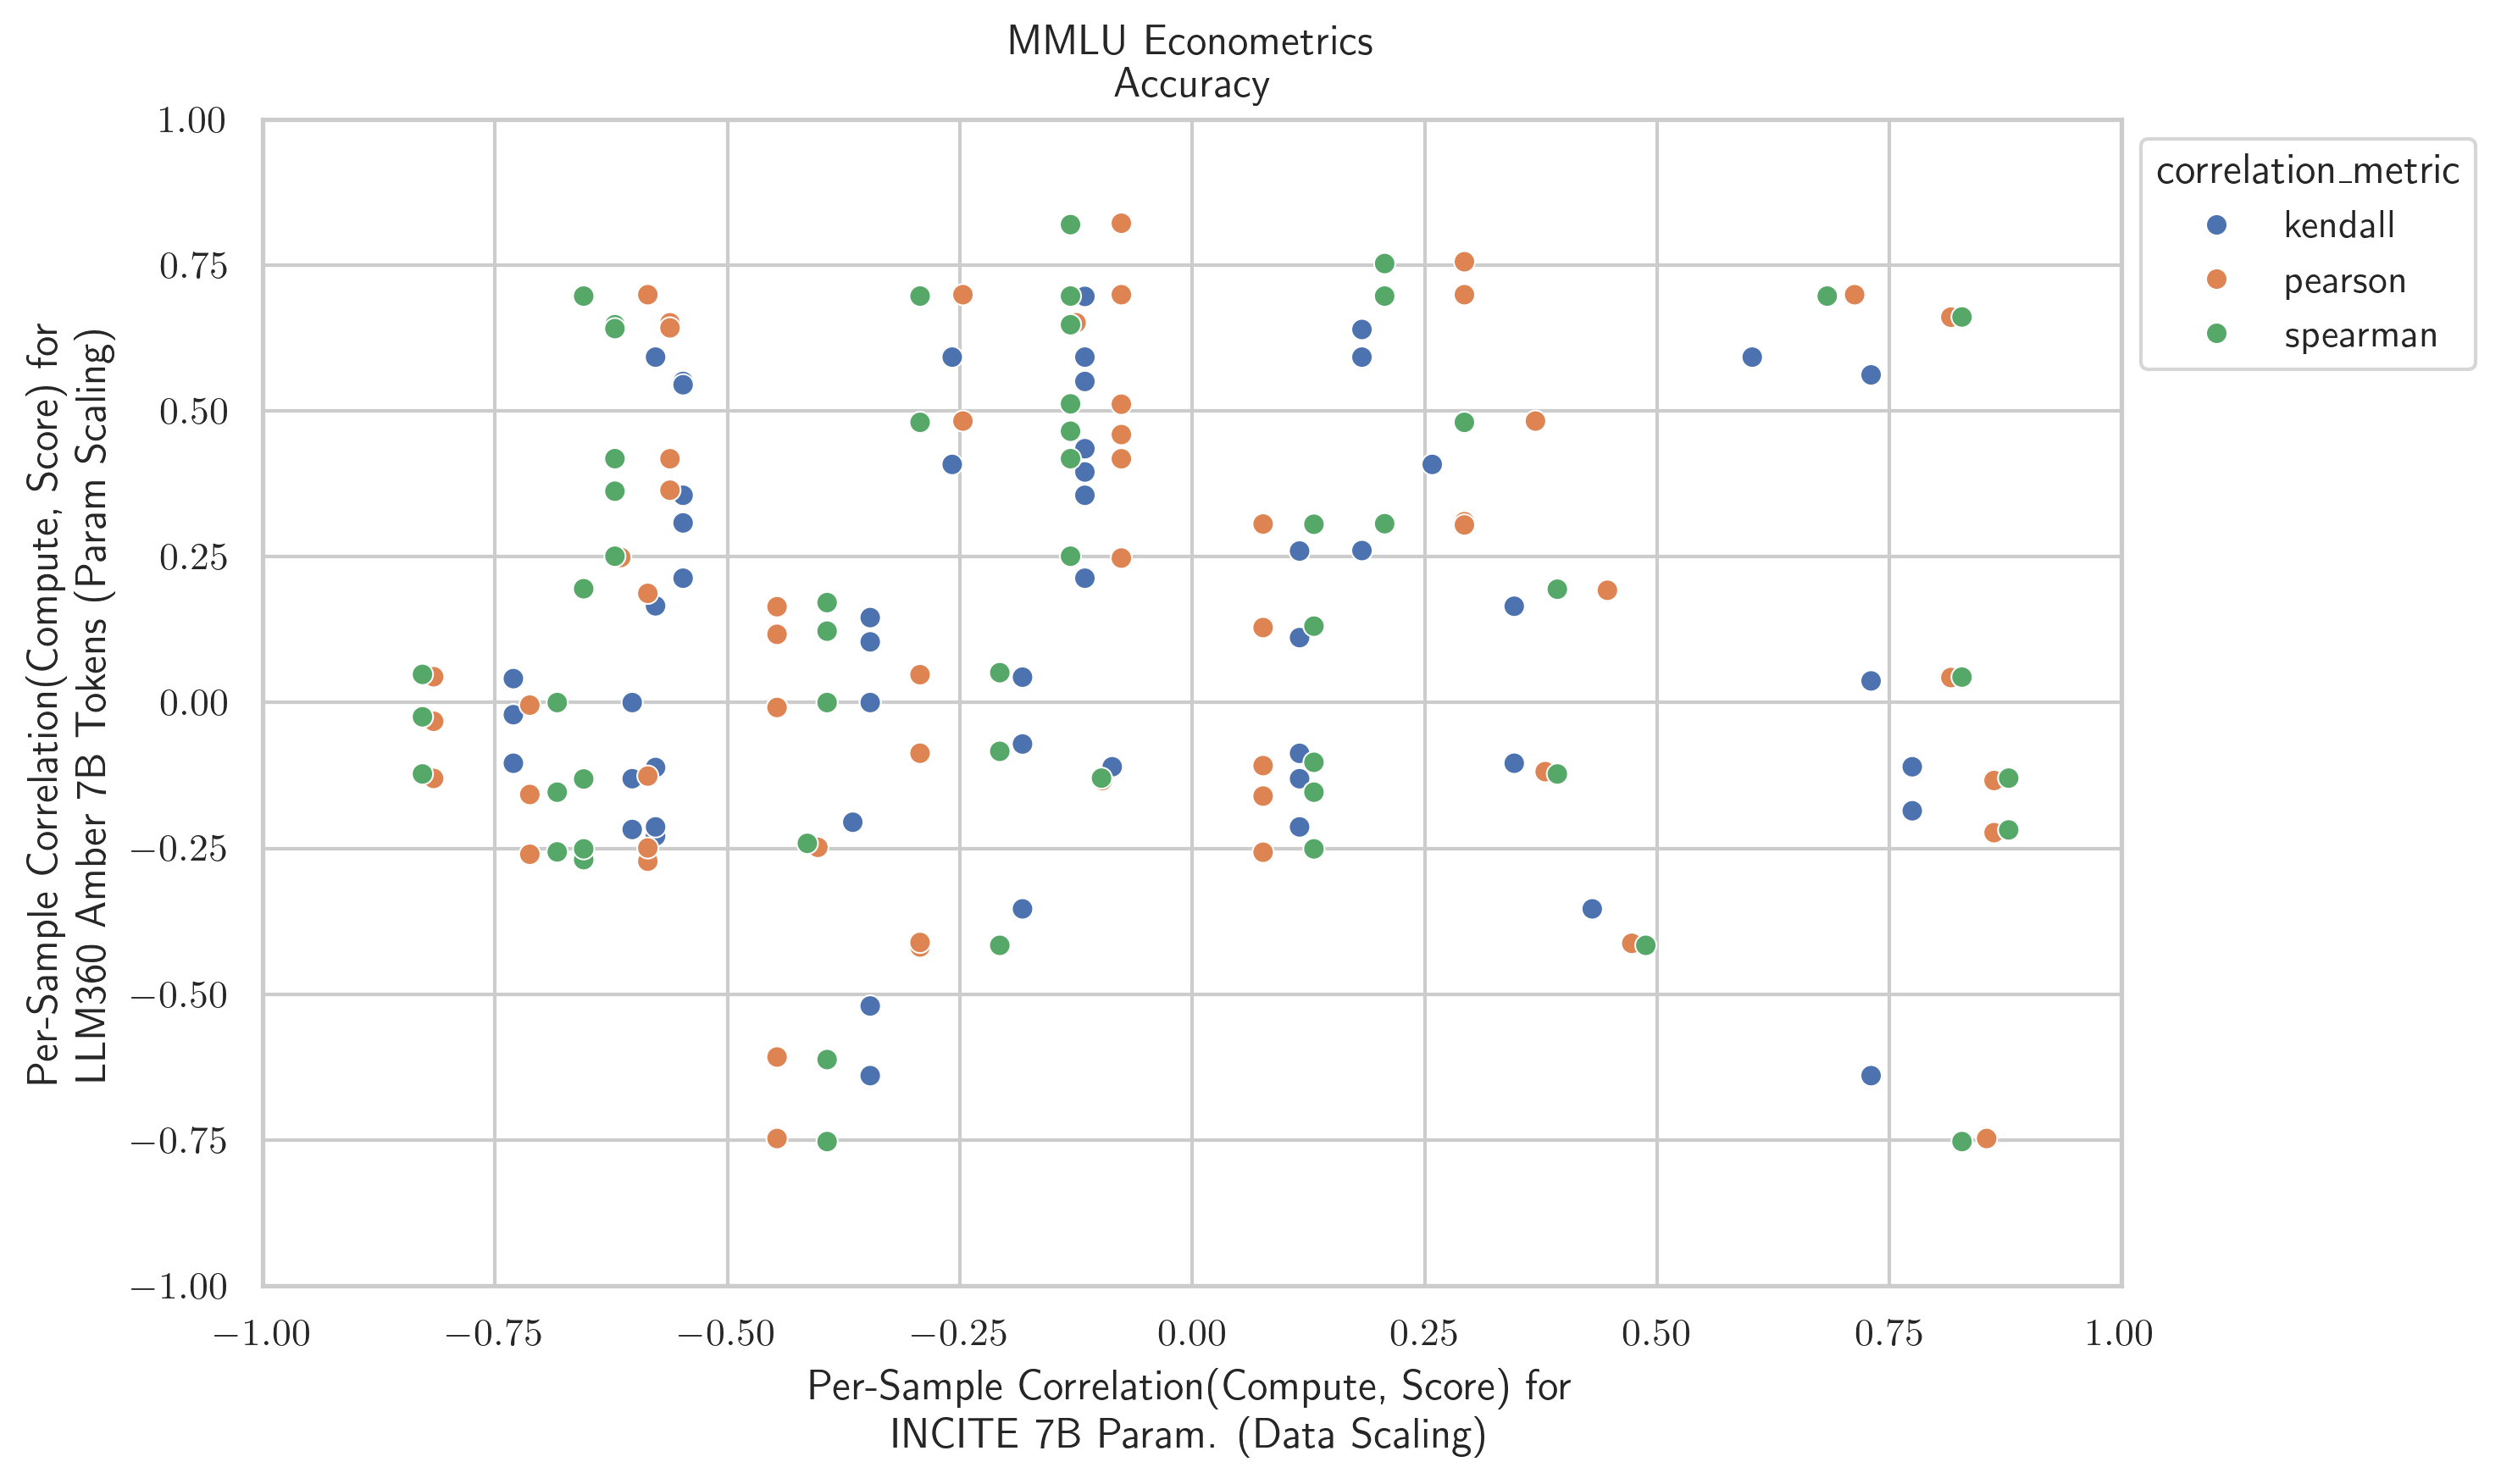 MMLU Econometrics
Accuracy
1.00
0.75
0.50
0.25
0.00
−0.25
−0.50
−0.75
−1.00
Per-Sample Correlation(Compute, Score) for
LLM360 Amber 7B Tokens (Param Scaling)
−1.00
−0.75
−0.50
−0.25
0.00
0.25
0.50
0.75
1.00
Per-Sample Correlation(Compute, Score) for
INCITE 7B Param. (Data Scaling)
correlation_metric
kendall
pearson
spearman